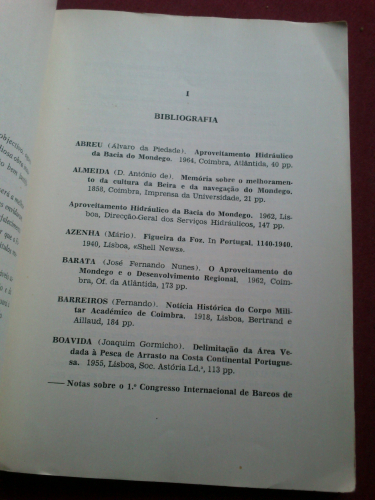 I
BIBLIOGRAFIA
ABREU (Álvaro da Piedade). Aproveitamento Hidráulico
da Bacia do Mondego. 1964, Coimbra, Atlântida, 40 pp.
ALMEIDA (D. António de). Memória sobre o melhoramen-
to da cultura da Beira e da navegação do Mondego.
1858, Coimbra, Imprensa da Universidade, 21 pp.
Aproveitamento Hidráulico da Bacia do Mondego. 1962, Lis-
boa, Direcção-Geral dos Serviços Hidráulicos, 147 pp.
AZENHA (Mário). Figueira da Foz. In Portugal, 1140-1940.
1940, Lisboa, «Shell News».
BARATA (José Fernando Nunes). O Aproveitamento do
Mondego e o Desenvolvimento Regional. 1962, Coim-
bra, Of. da Atlântida, 173 pp.
BARREIROS (Fernando). Notícia Histórica do Corpo Mili-
tar Académico de Coimbra. 1918, Lisboa, Bertrand e
Aillaud, 184 pp.
BOAVIDA (Joaquim Gormicho). Delimitação da Área Ve-
dada à Pesca de Arrasto na Costa Continental Portugue-
sa. 1955, Lisboa, Soc. Astória Ld.ª, 113 pp.
—— Notas sobre o 1.º Congresso Internacional de Barcos de